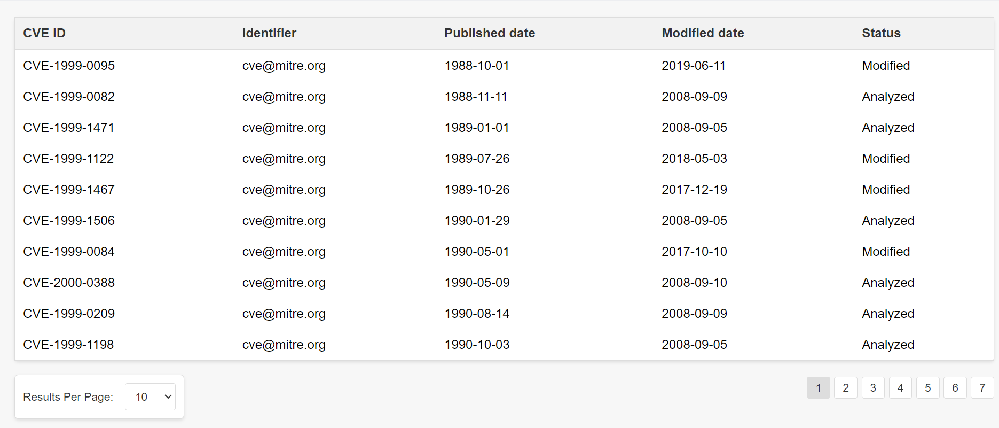 CVE ID Identifier Published date Modified date Status
CVE-1999-0095 cve@mitre.org 1988-10-01 2019-06-11 Modified
CVE-1999-0082 cve@mitre.org 1988-11-11 2008-09-09 Analyzed
CVE-1999-1471 cve@mitre.org 1989-01-01 2008-09-05 Analyzed
CVE-1999-1122 cve@mitre.org 1989-07-26 2018-05-03 Modified
CVE-1999-1467 cve@mitre.org 1989-10-26 2017-12-19 Modified
CVE-1999-1506 cve@mitre.org 1990-01-29 2008-09-05 Analyzed
CVE-1999-0084 cve@mitre.org 1990-05-01 2017-10-10 Modified
CVE-2000-0388 cve@mitre.org 1990-05-09 2008-09-10 Analyzed
CVE-1999-0209 cve@mitre.org 1990-08-14 2008-09-09 Analyzed
CVE-1999-1198 cve@mitre.org 1990-10-03 2008-09-05 Analyzed
Results Per Page: 10 1 2 3 4 5 6 7